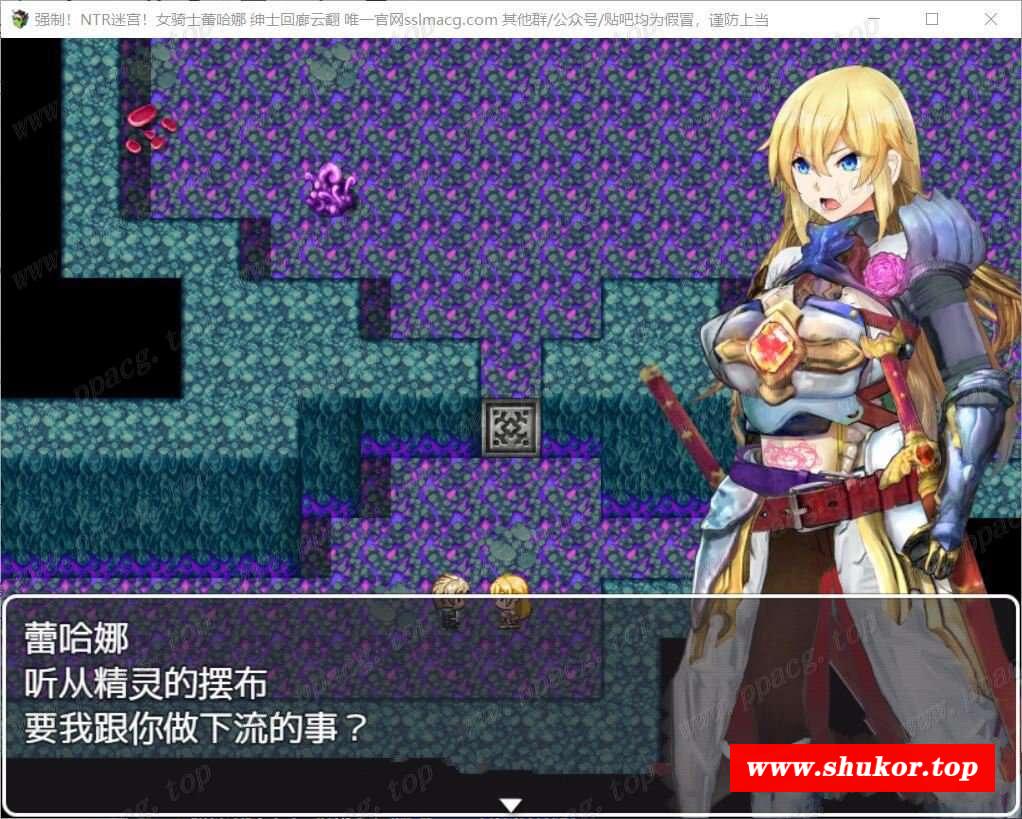 强制！NTR迷宫！女骑士蕾哈娜 绅士回廊云翻 唯一官网sslmacg.com 其他群/公众号/贴吧均为假冒，谨防上当
蕾哈娜
听从精灵的摆布
要我跟你做下流的事？
www.shukor.top